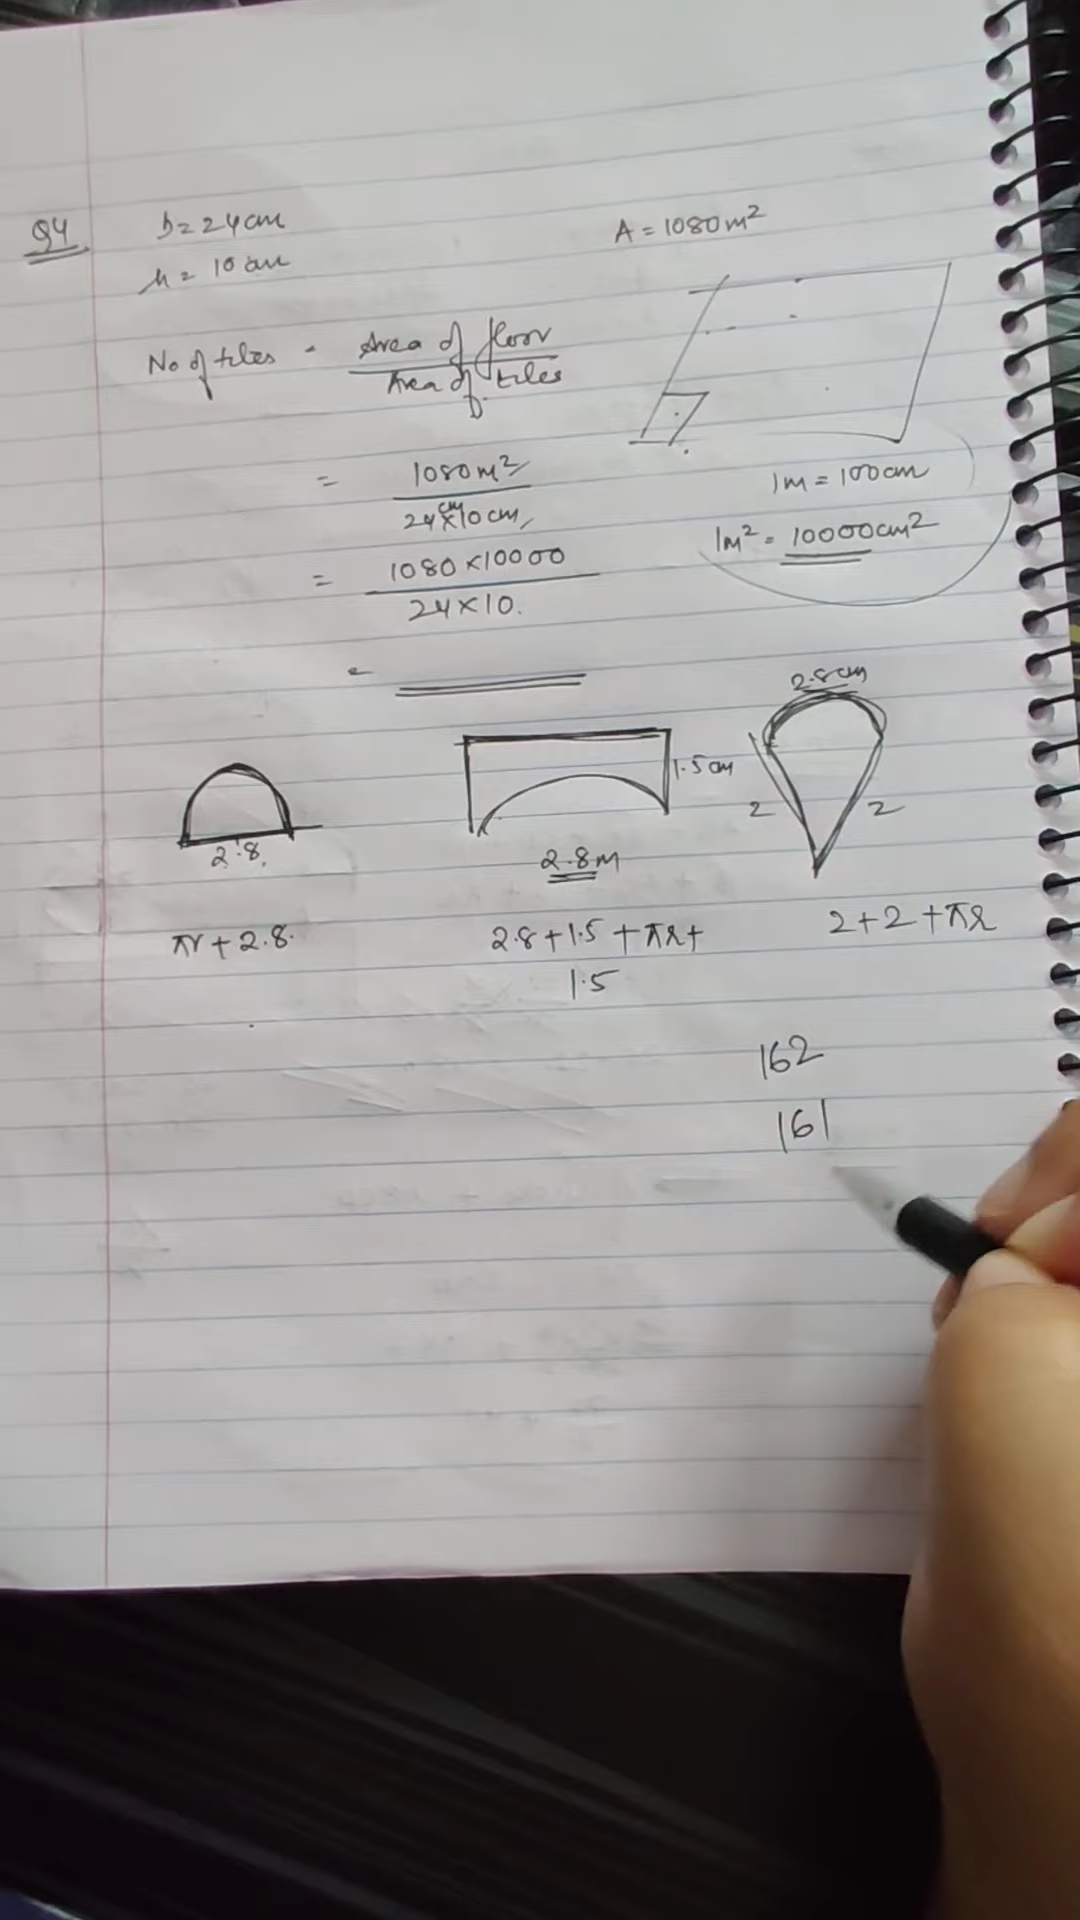 Q4
b = 24 cm
h = 10 cm
A = 1080 m²
No of tiles = Area of floor
Area of tiles
= 1080 m²
24 cm × 10 cm
1m = 100 cm
1m² = 10000 cm²
= 1080 × 10000
24 × 10.
=
2.8 cm
1.5 cm
2
2
2.8
2.8 m
πr + 2.8.
2.8 + 1.5 + πr +
1.5
2 + 2 + πr
162
161